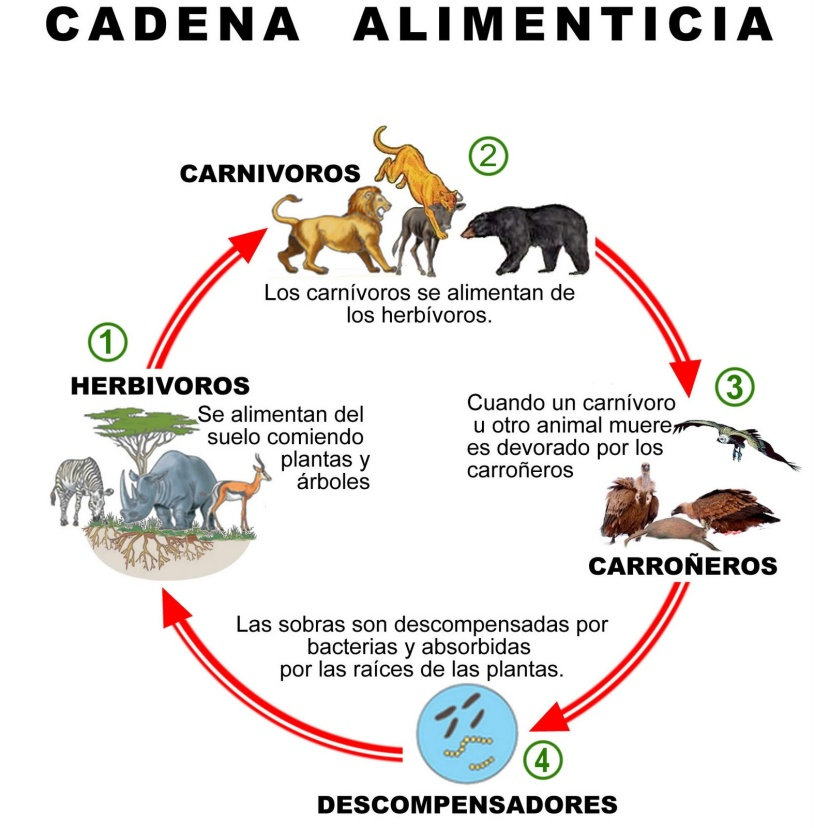 CADENA ALIMENTICIA
2
CARNIVOROS
Los carnívoros se alimentan de
los herbívoros.
1
HERBIVOROS
Se alimentan del
suelo comiendo
plantas y
árboles
3
Cuando un carnívoro
u otro animal muere,
es devorado por los
carroñeros
CARROÑEROS
Las sobras son descompensadas por
bacterias y absorbidas
por las raíces de las plantas.
4
DESCOMPENSADORES